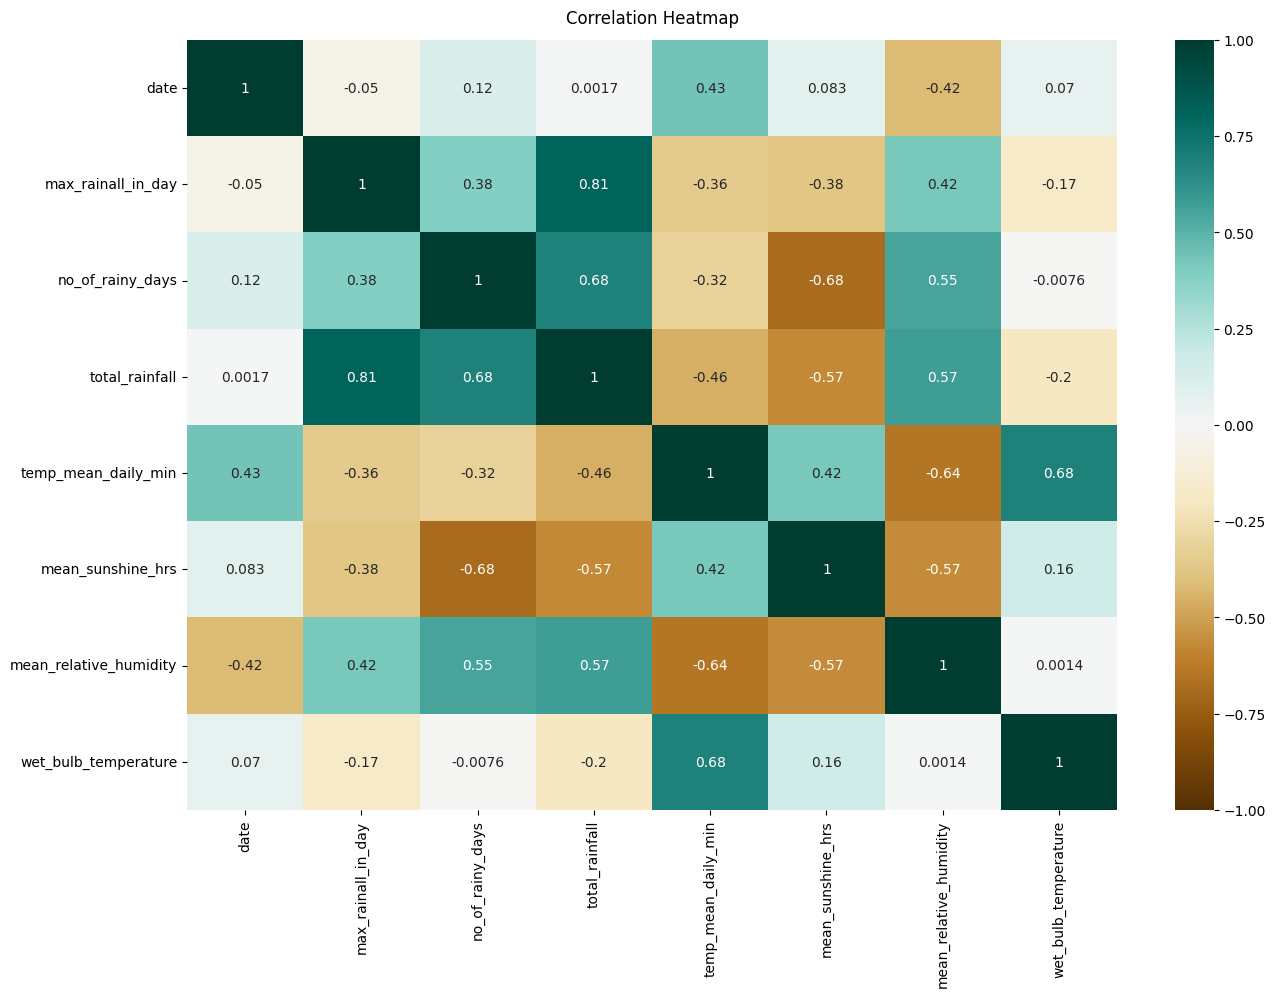 Correlation Heatmap
date 1 -0.05 0.12 0.0017 0.43 0.083 -0.42 0.07
max_rainall_in_day -0.05 1 0.38 0.81 -0.36 -0.38 0.42 -0.17
no_of_rainy_days 0.12 0.38 1 0.68 -0.32 -0.68 0.55 -0.0076
total_rainfall 0.0017 0.81 0.68 1 -0.46 -0.57 0.57 -0.2
temp_mean_daily_min 0.43 -0.36 -0.32 -0.46 1 0.42 -0.64 0.68
mean_sunshine_hrs 0.083 -0.38 -0.68 -0.57 0.42 1 -0.57 0.16
mean_relative_humidity -0.42 0.42 0.55 0.57 -0.64 -0.57 1 0.0014
wet_bulb_temperature 0.07 -0.17 -0.0076 -0.2 0.68 0.16 0.0014 1
date
max_rainall_in_day
no_of_rainy_days
total_rainfall
temp_mean_daily_min
mean_sunshine_hrs
mean_relative_humidity
wet_bulb_temperature
1.00
0.75
0.50
0.25
0.00
−0.25
−0.50
−0.75
−1.00